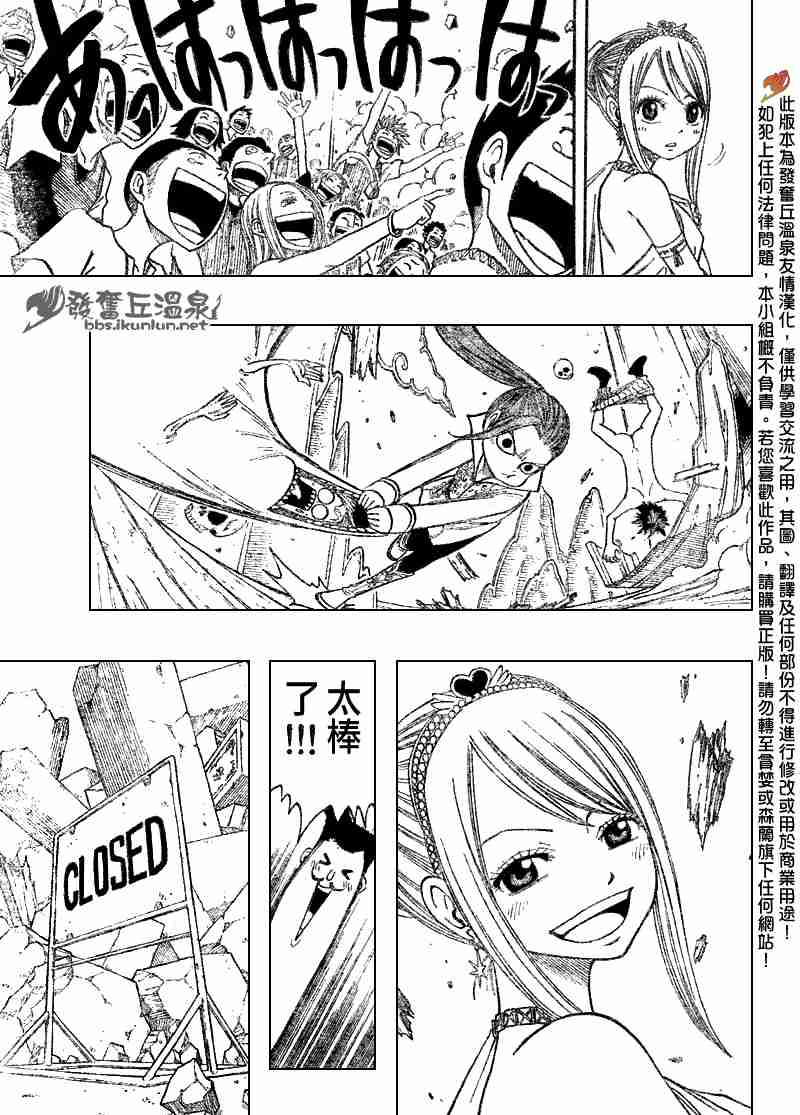 あっはっはっはっはっは
發奮丘溫泉
bbs.ikunlun.net
太棒
了!!!
CLOSED
此版本為發奮丘溫泉友情漢化，僅供學習交流之用，其圖、翻譯及任何部份不得進行修改或用於商業用途！
如犯上任何法律問題，本小組概不負責。若您喜歡此作品，請購買正版！請勿轉至貪婪或森蘭旗下任何網站！